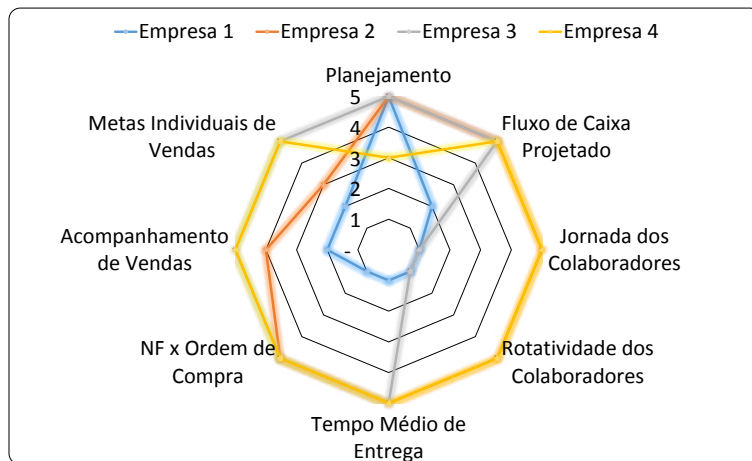 Empresa 1 Empresa 2 Empresa 3 Empresa 4
Planejamento
5
4
3
2
1
-
Fluxo de Caixa
Projetado
Jornada dos
Colaboradores
Rotatividade dos
Colaboradores
Tempo Médio de
Entrega
NF x Ordem de
Compra
Acompanhamento
de Vendas
Metas Individuais de
Vendas